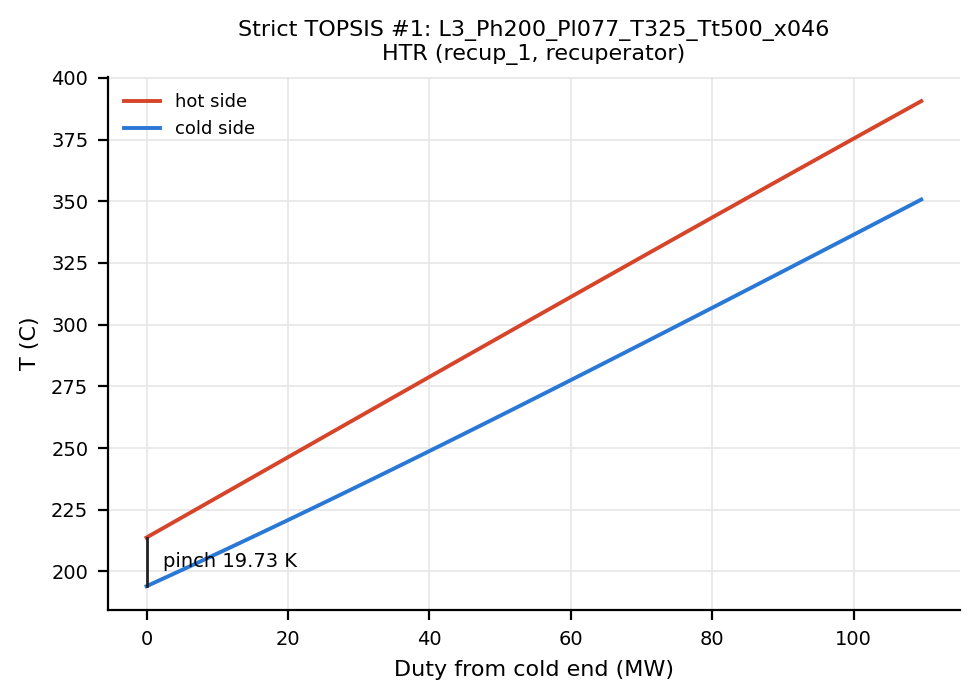 Strict TOPSIS #1: L3_Ph200_Pl077_T325_Tt500_x046
HTR (recup_1, recuperator)
hot side
cold side
400
375
350
325
300
275
250
225
200
T (C)
pinch 19.73 K
0
20
40
60
80
100
Duty from cold end (MW)